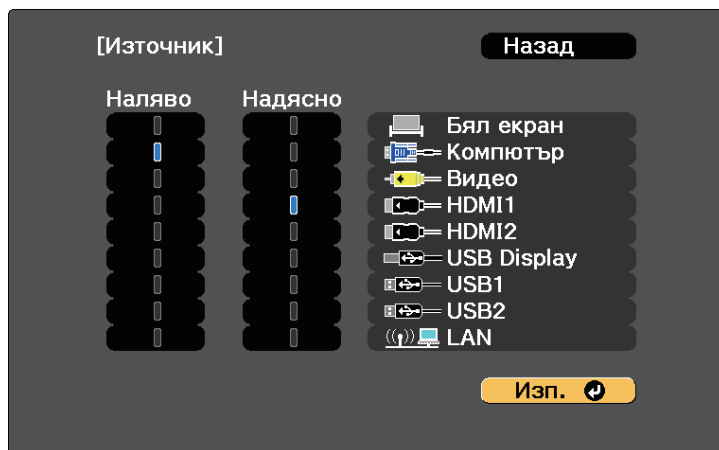 [Източник] Назад
Наляво Надясно
Бял екран
Компютър
Видео
HDMI1
HDMI2
USB Display
USB1
USB2
LAN
Изп.